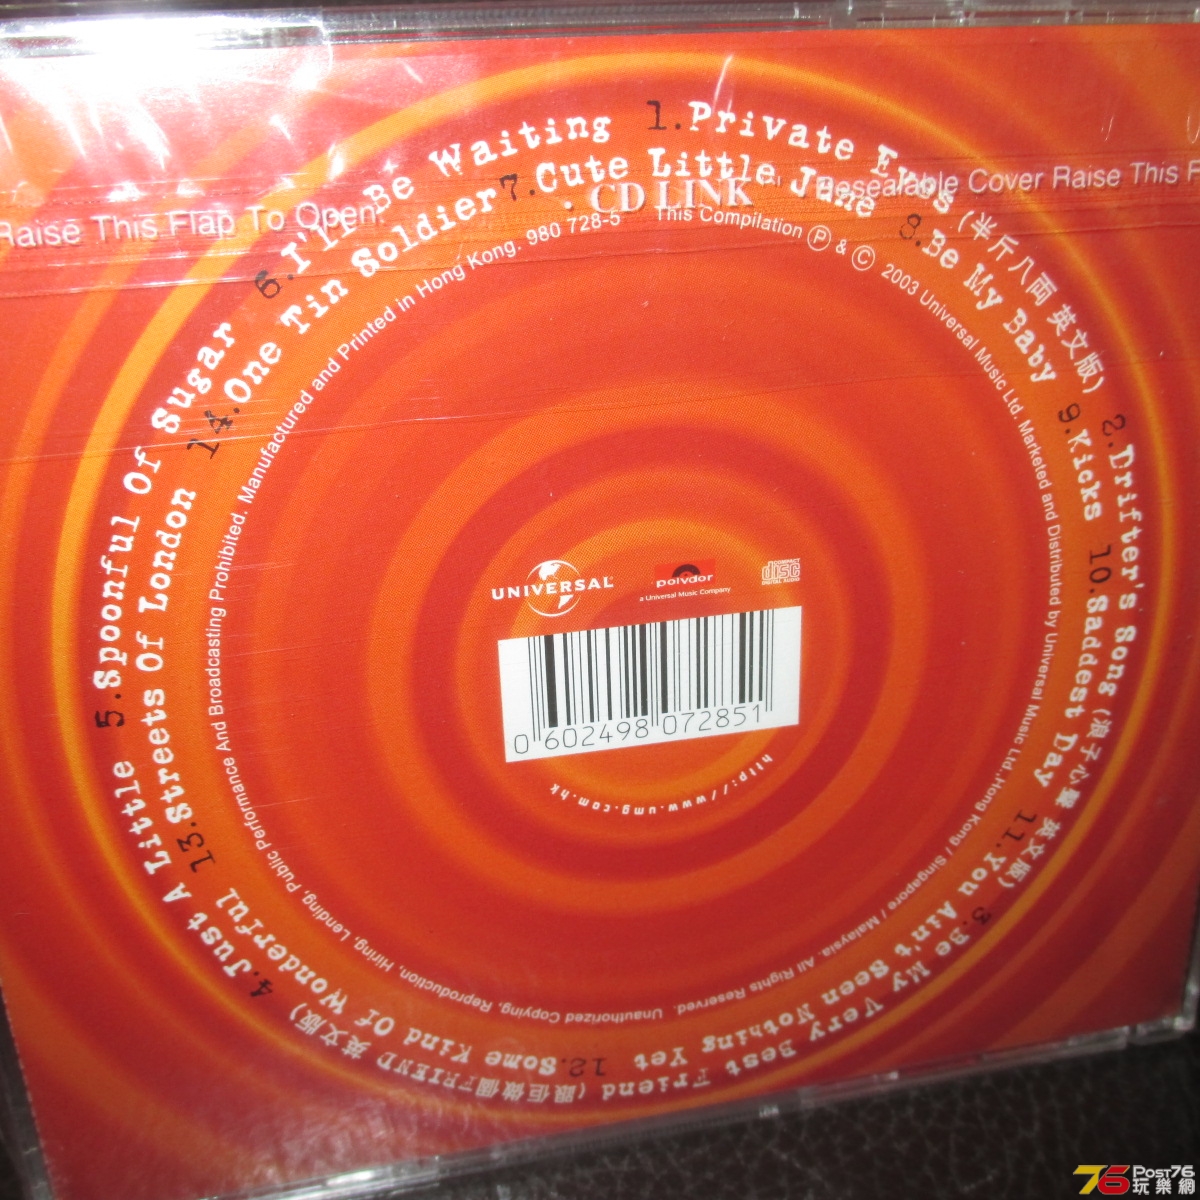 1.Private Eyes (半斤八両 英文版)
2.Drifter's Song (浪子心聲 英文版)
3.Be My Very Best Friend (跟佢做個FRIEND 英文版)
4.Just A Little
5.Spoonful Of Sugar
6.I'll Be Waiting
7.Cute Little June
8.Be My Baby
9.Kicks
10.Saddest Day
11.You Ain't Seen Nothing Yet
12.Some Kind Of Wonderful
13.Streets Of London
14.One Tin Soldier
Raise This Flap To Open
CD LINK
Resealable Cover Raise This F
This Compilation Ⓟ & © 2003 Universal Music Ltd. Marketed and Distributed by Universal Music Ltd.,Hong Kong / Singapore / Malaysia. All Rights Reserved. Unauthorized Copying, Reproduction, Hiring, Lending, Public Performance And Broadcasting Prohibited. Manufactured and Printed in Hong Kong. 980 728-5
UNIVERSAL
polydor
a Universal Music Company
COMPACT
disc
DIGITAL AUDIO
0 602498 072851
http://www.umg.com.hk
76 Post76
玩樂網